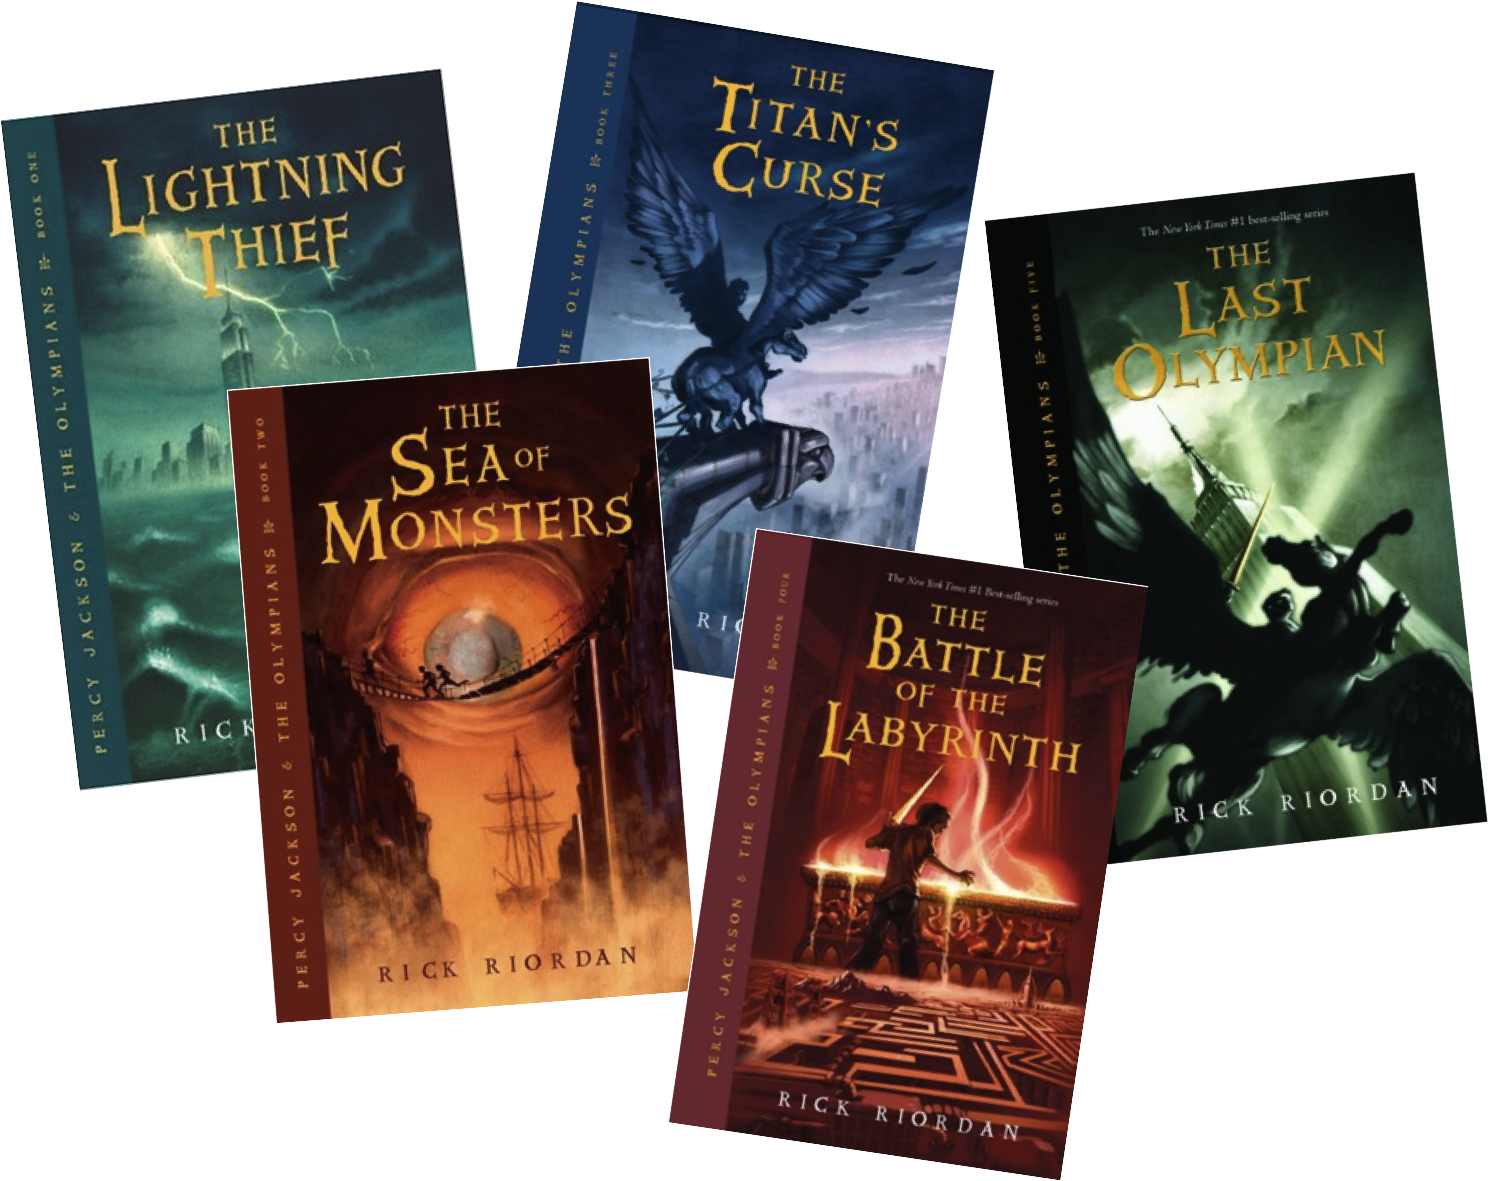 THE
LIGHTNING
THIEF
PERCY JACKSON & THE OLYMPIANS BOOK ONE
RICK
THE
TITAN'S
CURSE
THE OLYMPIANS BOOK THREE
THE
SEA OF
MONSTERS
PERCY JACKSON & THE OLYMPIANS BOOK TWO
RICK RIORDAN
The New York Times #1 best-selling series
THE
LAST
OLYMPIAN
THE OLYMPIANS BOOK FIVE
RICK RIORDAN
The New York Times #1 Best-selling series
THE
BATTLE
OF THE
LABYRINTH
PERCY JACKSON & THE OLYMPIANS BOOK FOUR
RICK RIORDAN